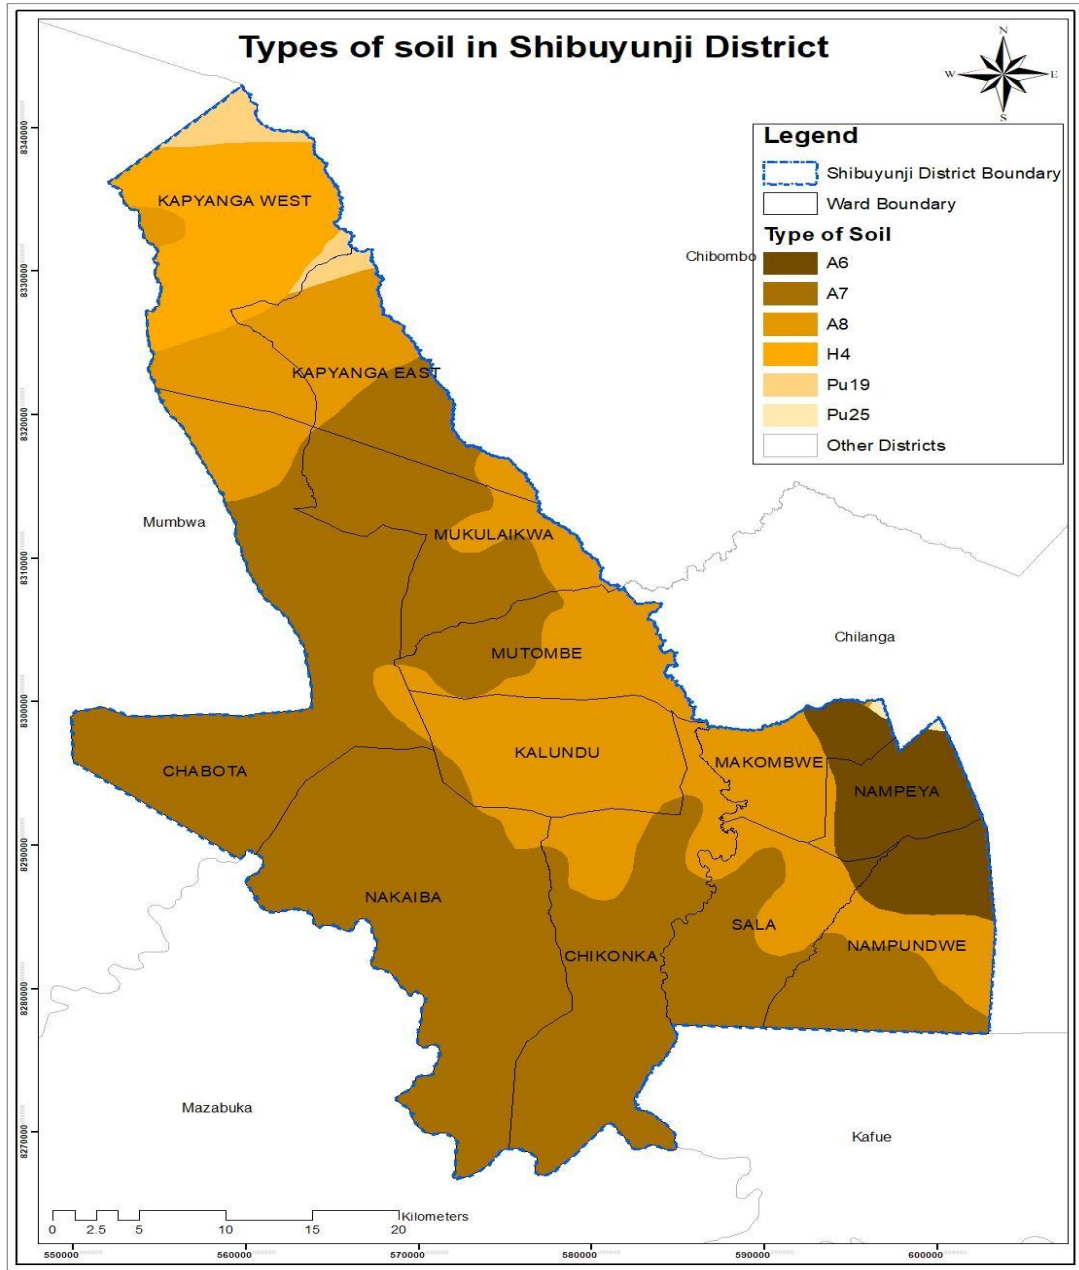 Types of soil in Shibuyunji District
N
W E
S
Legend
Shibuyunji District Boundary
Ward Boundary
Type of Soil
A6
A7
A8
H4
Pu19
Pu25
Other Districts
KAPYANGA WEST
Chibombo
KAPYANGA EAST
Mumbwa
MUKULAIKWA
Chilanga
MUTOMBE
KALUNDU
MAKOMBWE
CHABOTA
NAMPEYA
NAKAIBA
SALA
NAMPUNDWE
CHIKONKA
Mazabuka
Kafue
Kilometers
0 2.5 5 10 15 20
8340000
8330000
8320000
8310000
8300000
8290000
8280000
8270000
550000 560000 570000 580000 590000 600000